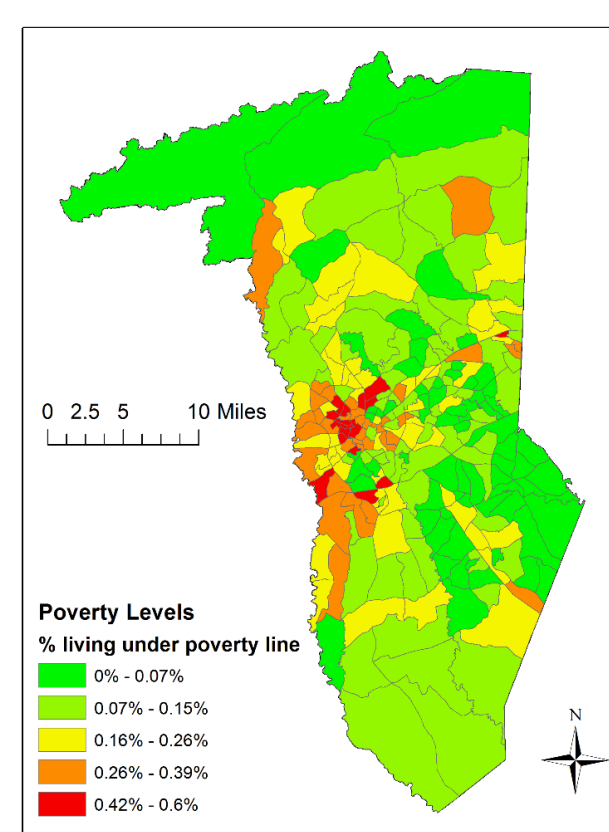 0 2.5 5 10 Miles
Poverty Levels
% living under poverty line
0% - 0.07%
0.07% - 0.15%
0.16% - 0.26%
0.26% - 0.39%
0.42% - 0.6%
N